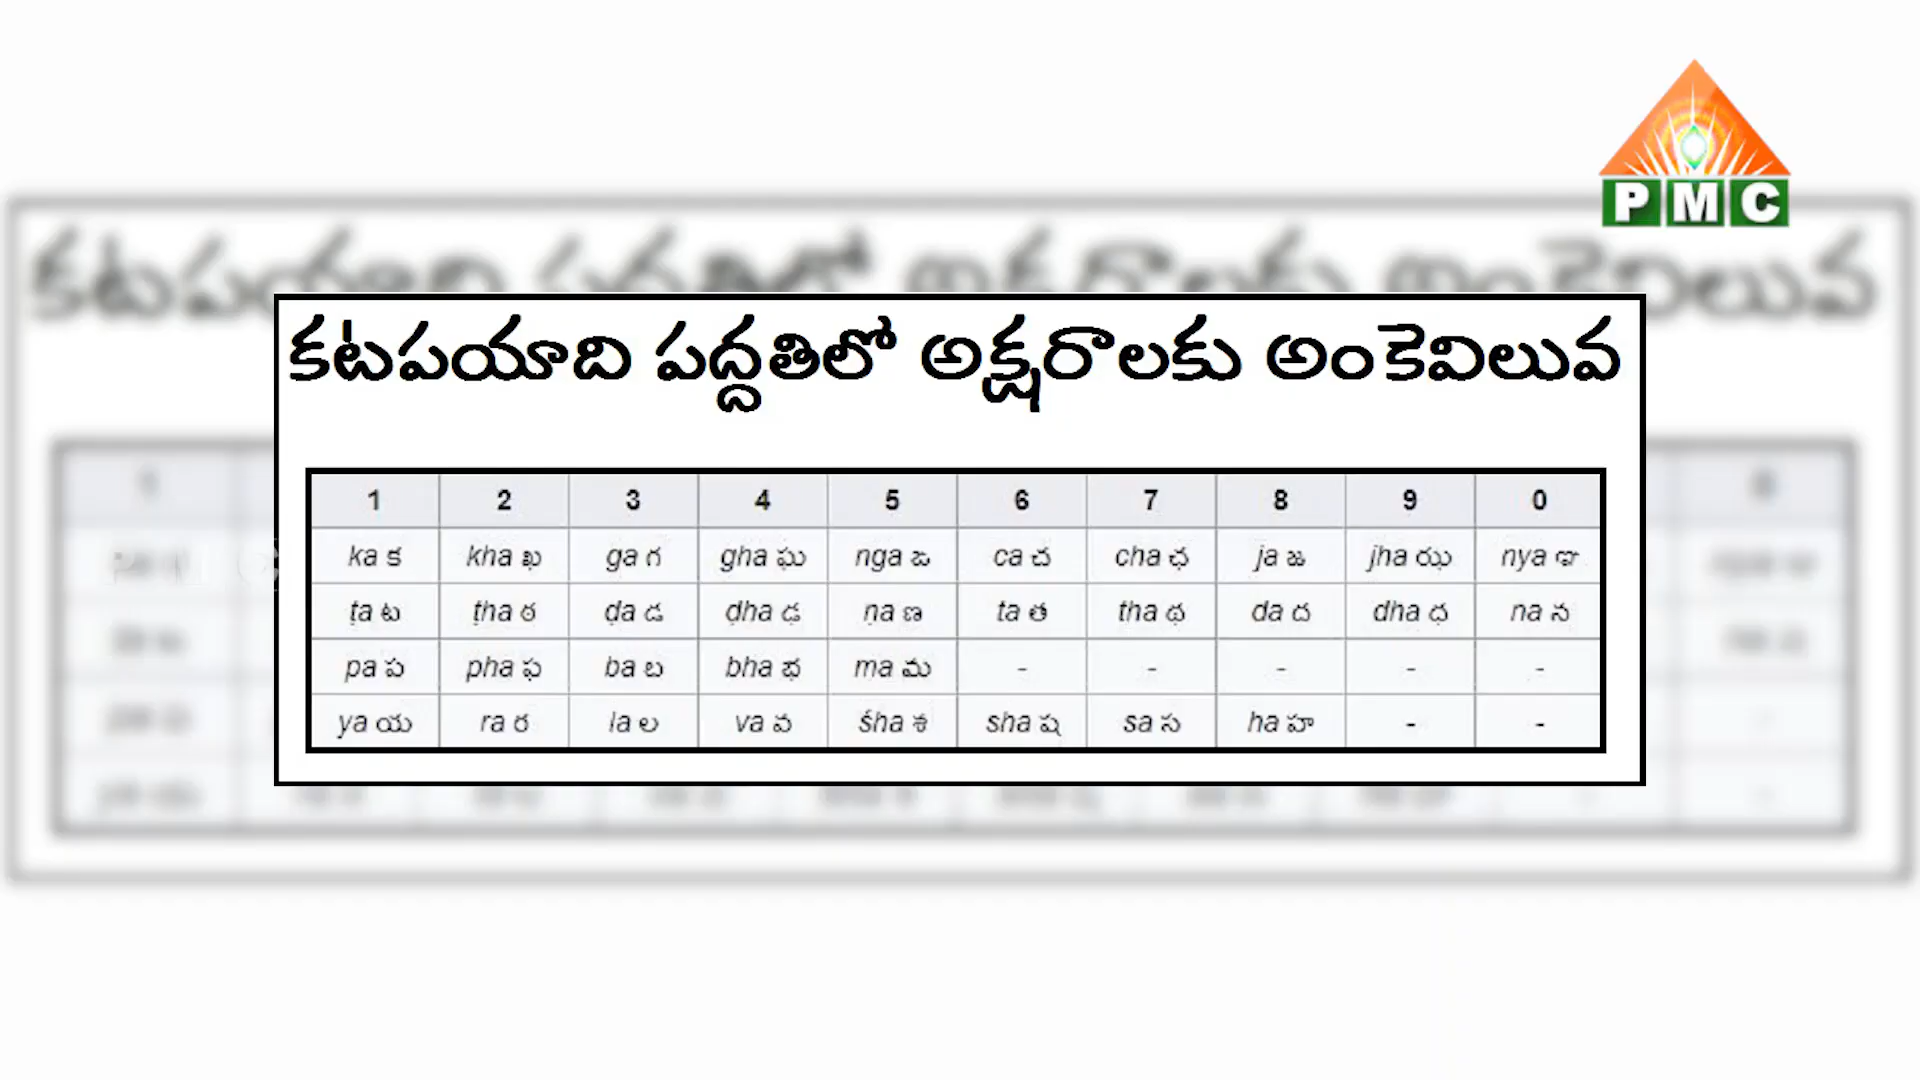 PMC
కటపయాది పద్దతిలో అక్షరాలకు అంకెవిలువ
1 2 3 4 5 6 7 8 9 0
ka క kha ఖ ga గ gha ఘ nga ఙ ca చ cha ఛ ja జ jha ఝ nya ఞ
ṭa ట ṭha ఠ ḍa డ ḍha ఢ ṇa ణ ta త tha థ da ద dha ధ na న
pa ప pha ఫ ba బ bha భ ma మ - - - - -
ya య ra ర la ల va వ śha శ sha ష sa స ha హ - -